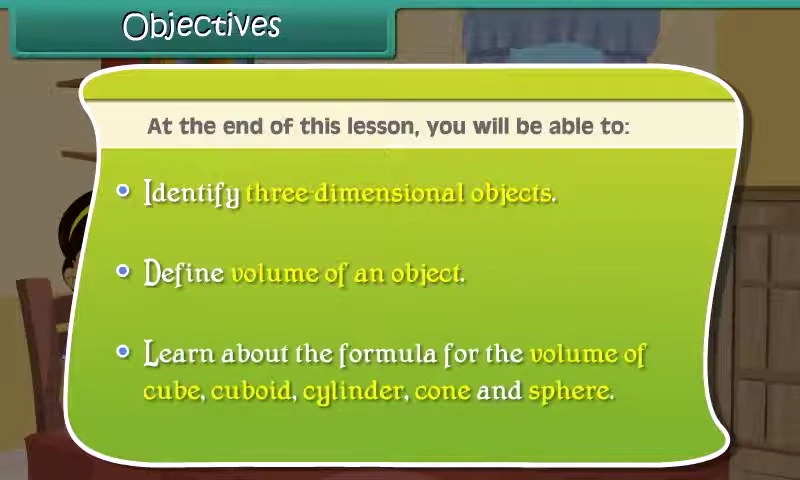 Objectives
At the end of this lesson, you will be able to:
Identify three-dimensional objects.
Define volume of an object.
Learn about the formula for the volume of
cube, cuboid, cylinder, cone and sphere.